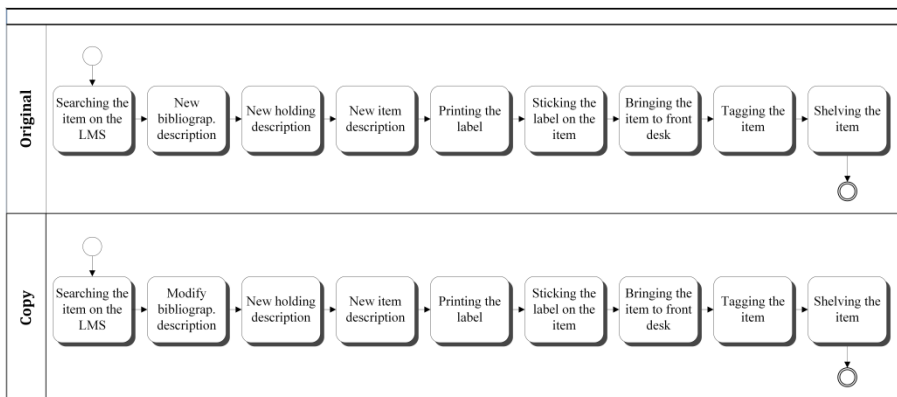 Original
Searching the
item on the
LMS
New
bibliograp.
description
New holding
description
New item
description
Printing the
label
Sticking the
label on the
item
Bringing the
item to front
desk
Tagging the
item
Shelving the
item
Copy
Searching the
item on the
LMS
Modify
bibliograp.
description
New holding
description
New item
description
Printing the
label
Sticking the
label on the
item
Bringing the
item to front
desk
Tagging the
item
Shelving the
item